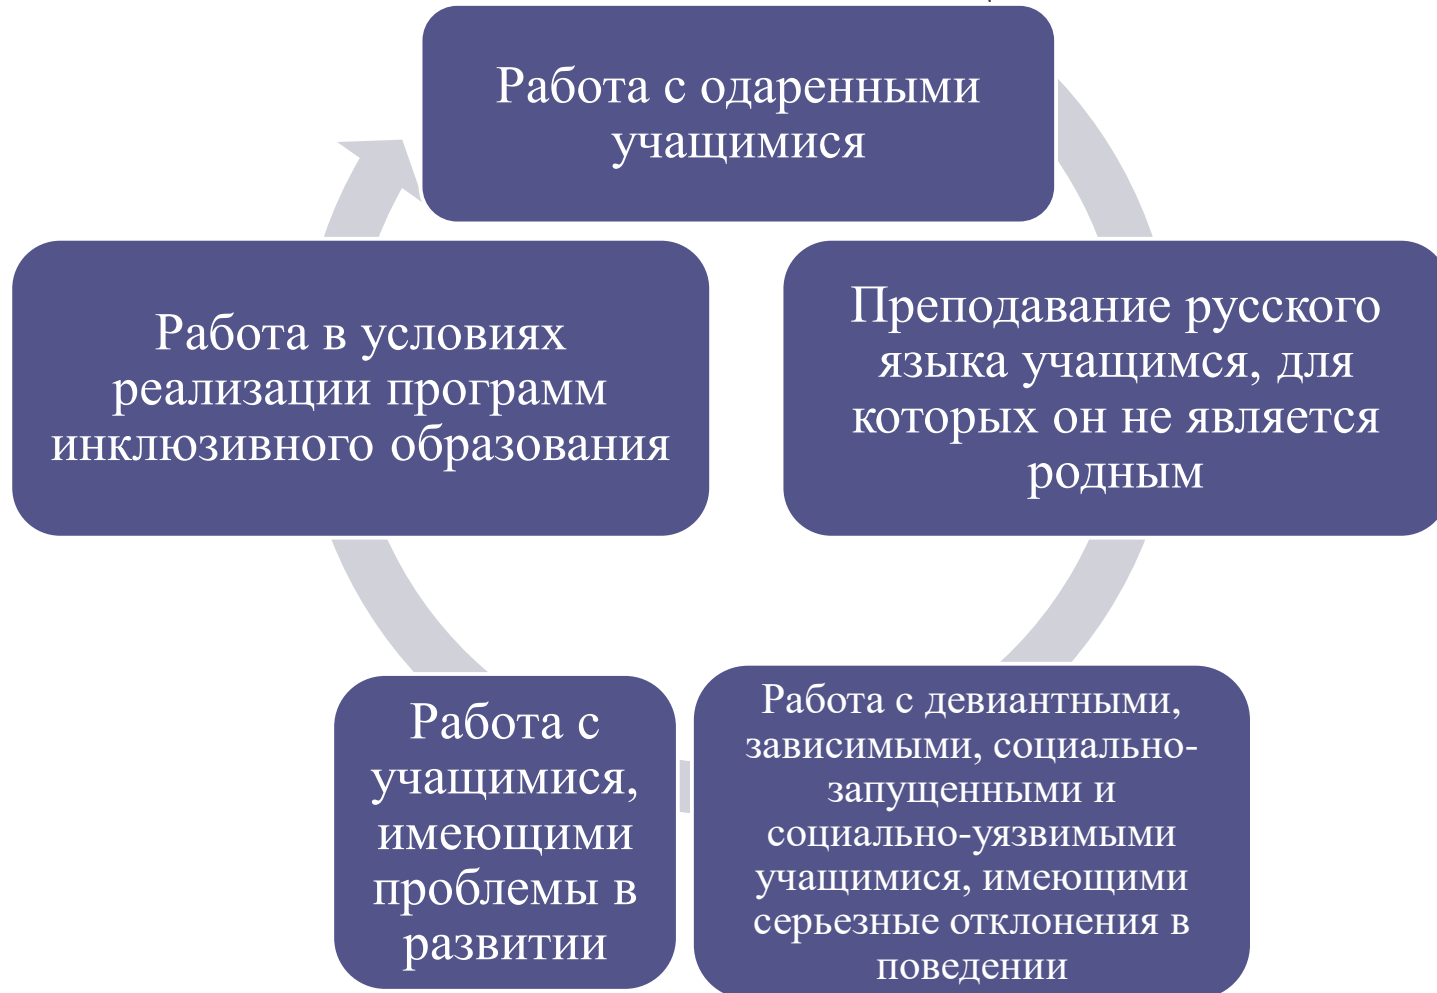 Работа с одаренными
учащимися
Преподавание русского
языка учащимся, для
которых он не является
родным
Работа с девиантными,
зависимыми, социально-
запущенными и
социально-уязвимыми
учащимися, имеющими
серьезные отклонения в
поведении
Работа с
учащимися,
имеющими
проблемы в
развитии
Работа в условиях
реализации программ
инклюзивного образования